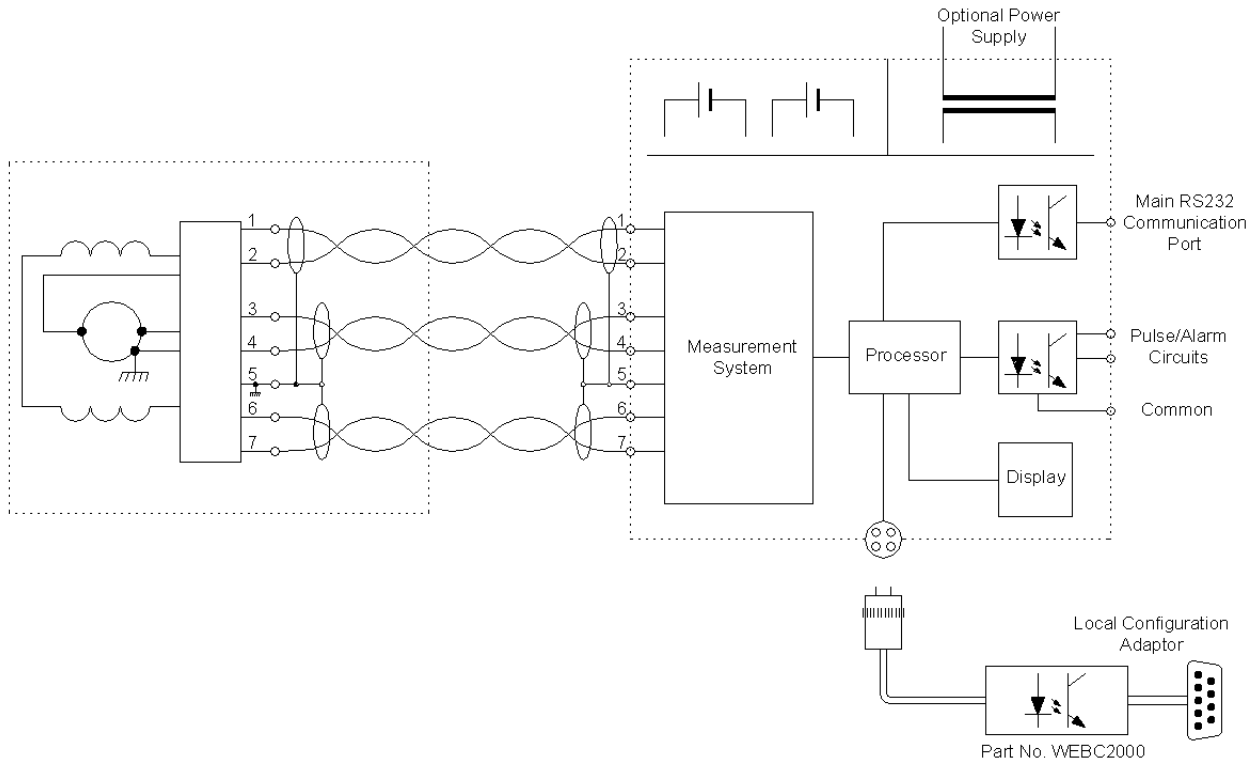 Optional Power
Supply
1
2
3
4
5
6
7
1
2
3
4
5
6
7
Measurement
System
Processor
Main RS232
Communication
Port
Pulse/Alarm
Circuits
Common
Display
Local Configuration
Adaptor
Part No. WEBC2000